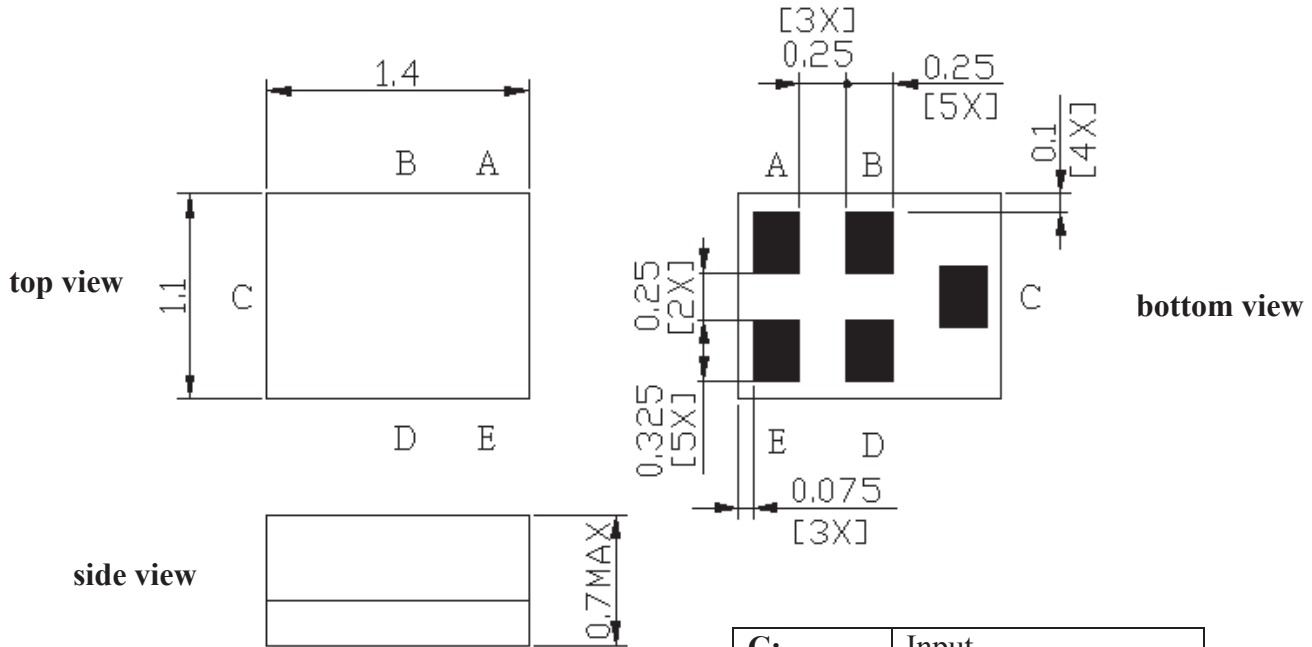 [3X]
0.25
1.4
0.25
[5X]
0.1
[4X]
B A
A B
top view
1.1
C
0.25
[2X]
C
bottom view
D E
0.325
[5X]
E D
0.075
[3X]
side view
0.7MAX
C: Input